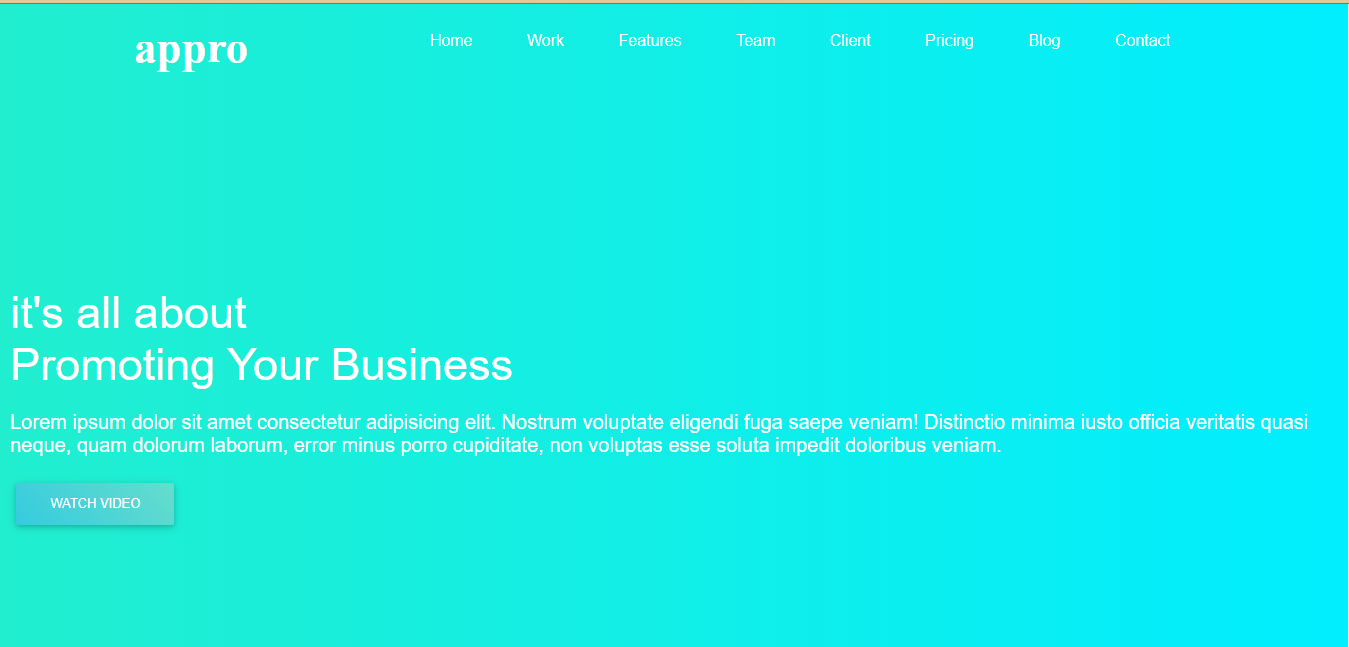 appro
Home Work Features Team Client Pricing Blog Contact
it's all about
Promoting Your Business
Lorem ipsum dolor sit amet consectetur adipisicing elit. Nostrum voluptate eligendi fuga saepe veniam! Distinctio minima iusto officia veritatis quasi
neque, quam dolorum laborum, error minus porro cupiditate, non voluptas esse soluta impedit doloribus veniam.
WATCH VIDEO